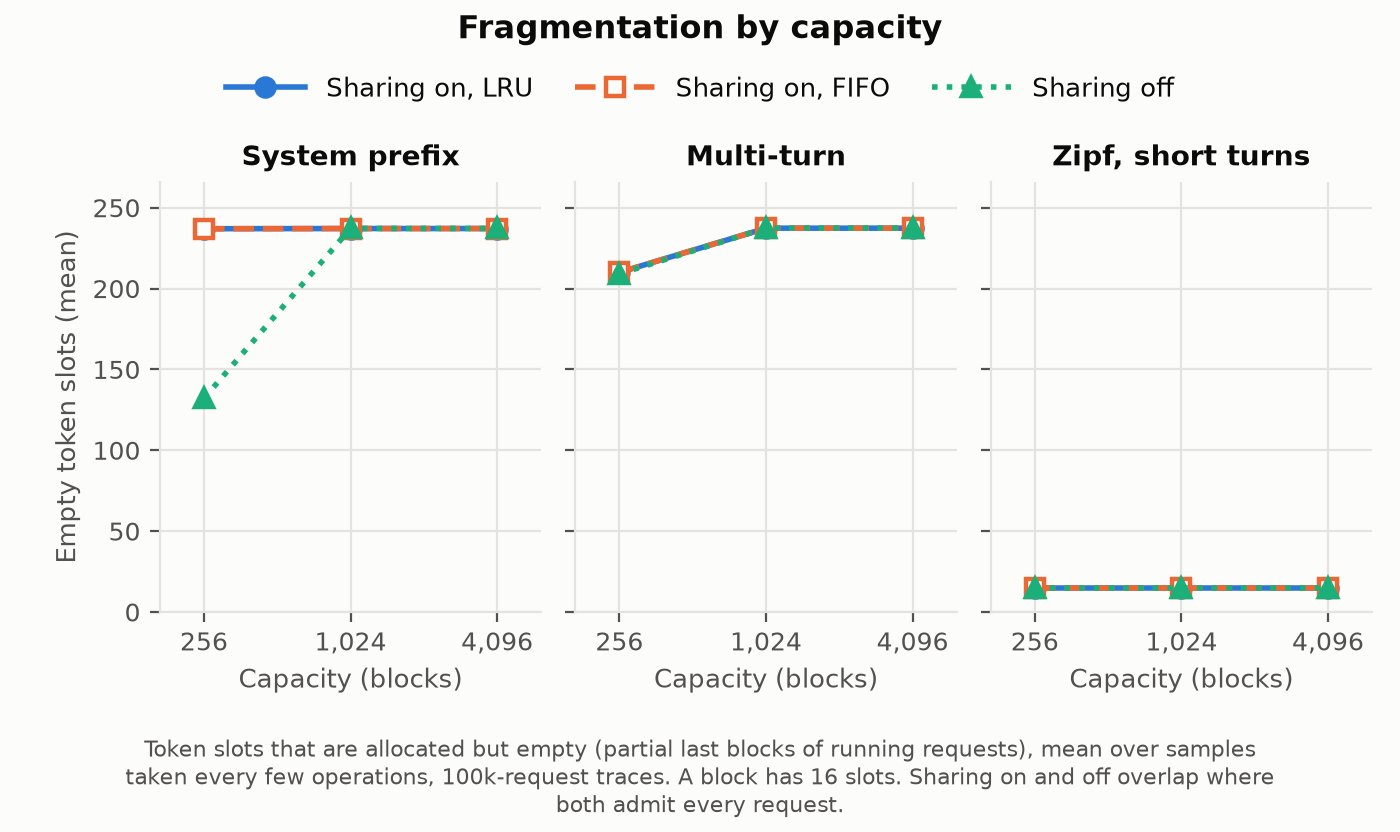 Fragmentation by capacity
Sharing on, LRU
Sharing on, FIFO
Sharing off
System prefix
Multi-turn
Zipf, short turns
Empty token slots (mean)
250
200
150
100
50
0
256 1,024 4,096
256 1,024 4,096
256 1,024 4,096
Capacity (blocks)
Capacity (blocks)
Capacity (blocks)
Token slots that are allocated but empty (partial last blocks of running requests), mean over samples
taken every few operations, 100k-request traces. A block has 16 slots. Sharing on and off overlap where
both admit every request.